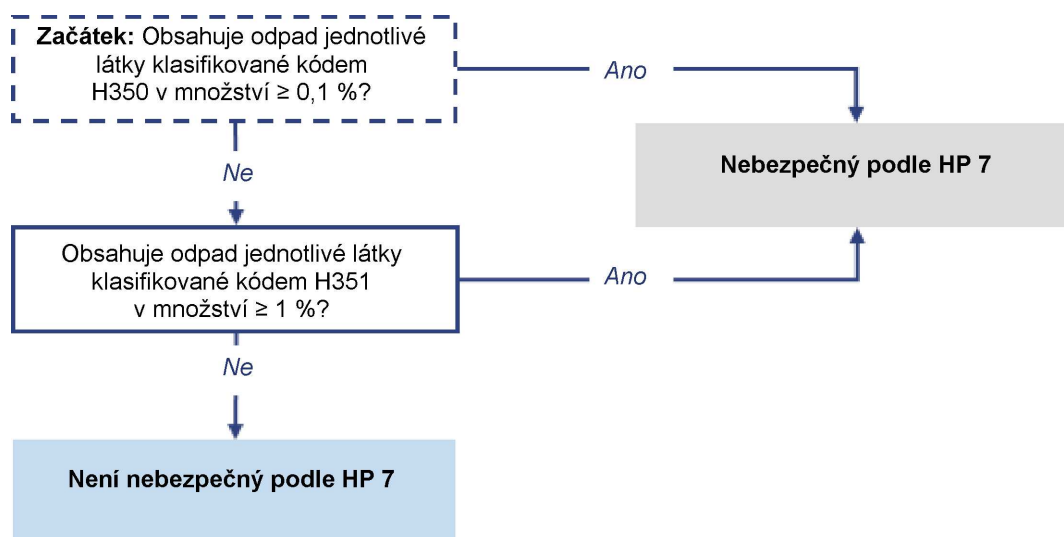 Začátek: Obsahuje odpad jednotlivé
látky klasifikované kódem
H350 v množství ≥ 0,1 %?
Ano
Nebezpečný podle HP 7
Ne
Obsahuje odpad jednotlivé látky
klasifikované kódem H351
v množství ≥ 1 %?
Ano
Ne
Není nebezpečný podle HP 7